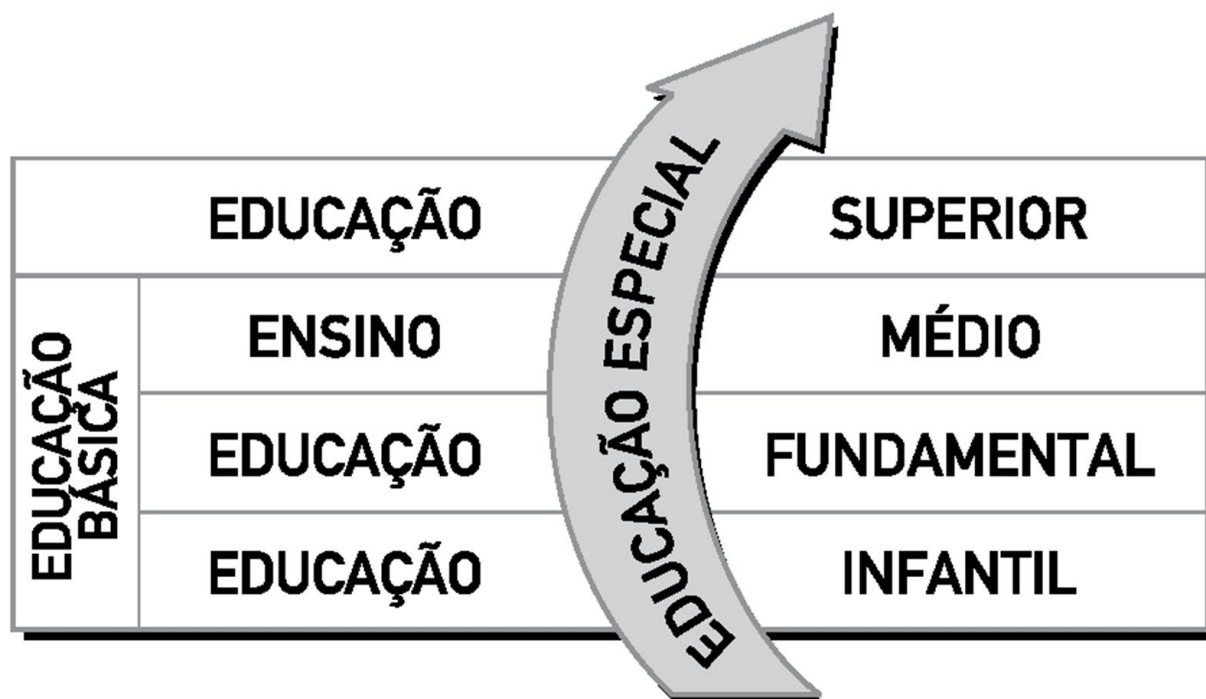 EDUCAÇÃO SUPERIOR
ENSINO MÉDIO
EDUCAÇÃO FUNDAMENTAL
EDUCAÇÃO INFANTIL
EDUCAÇÃO
BÁSICA
EDUCAÇÃO ESPECIAL